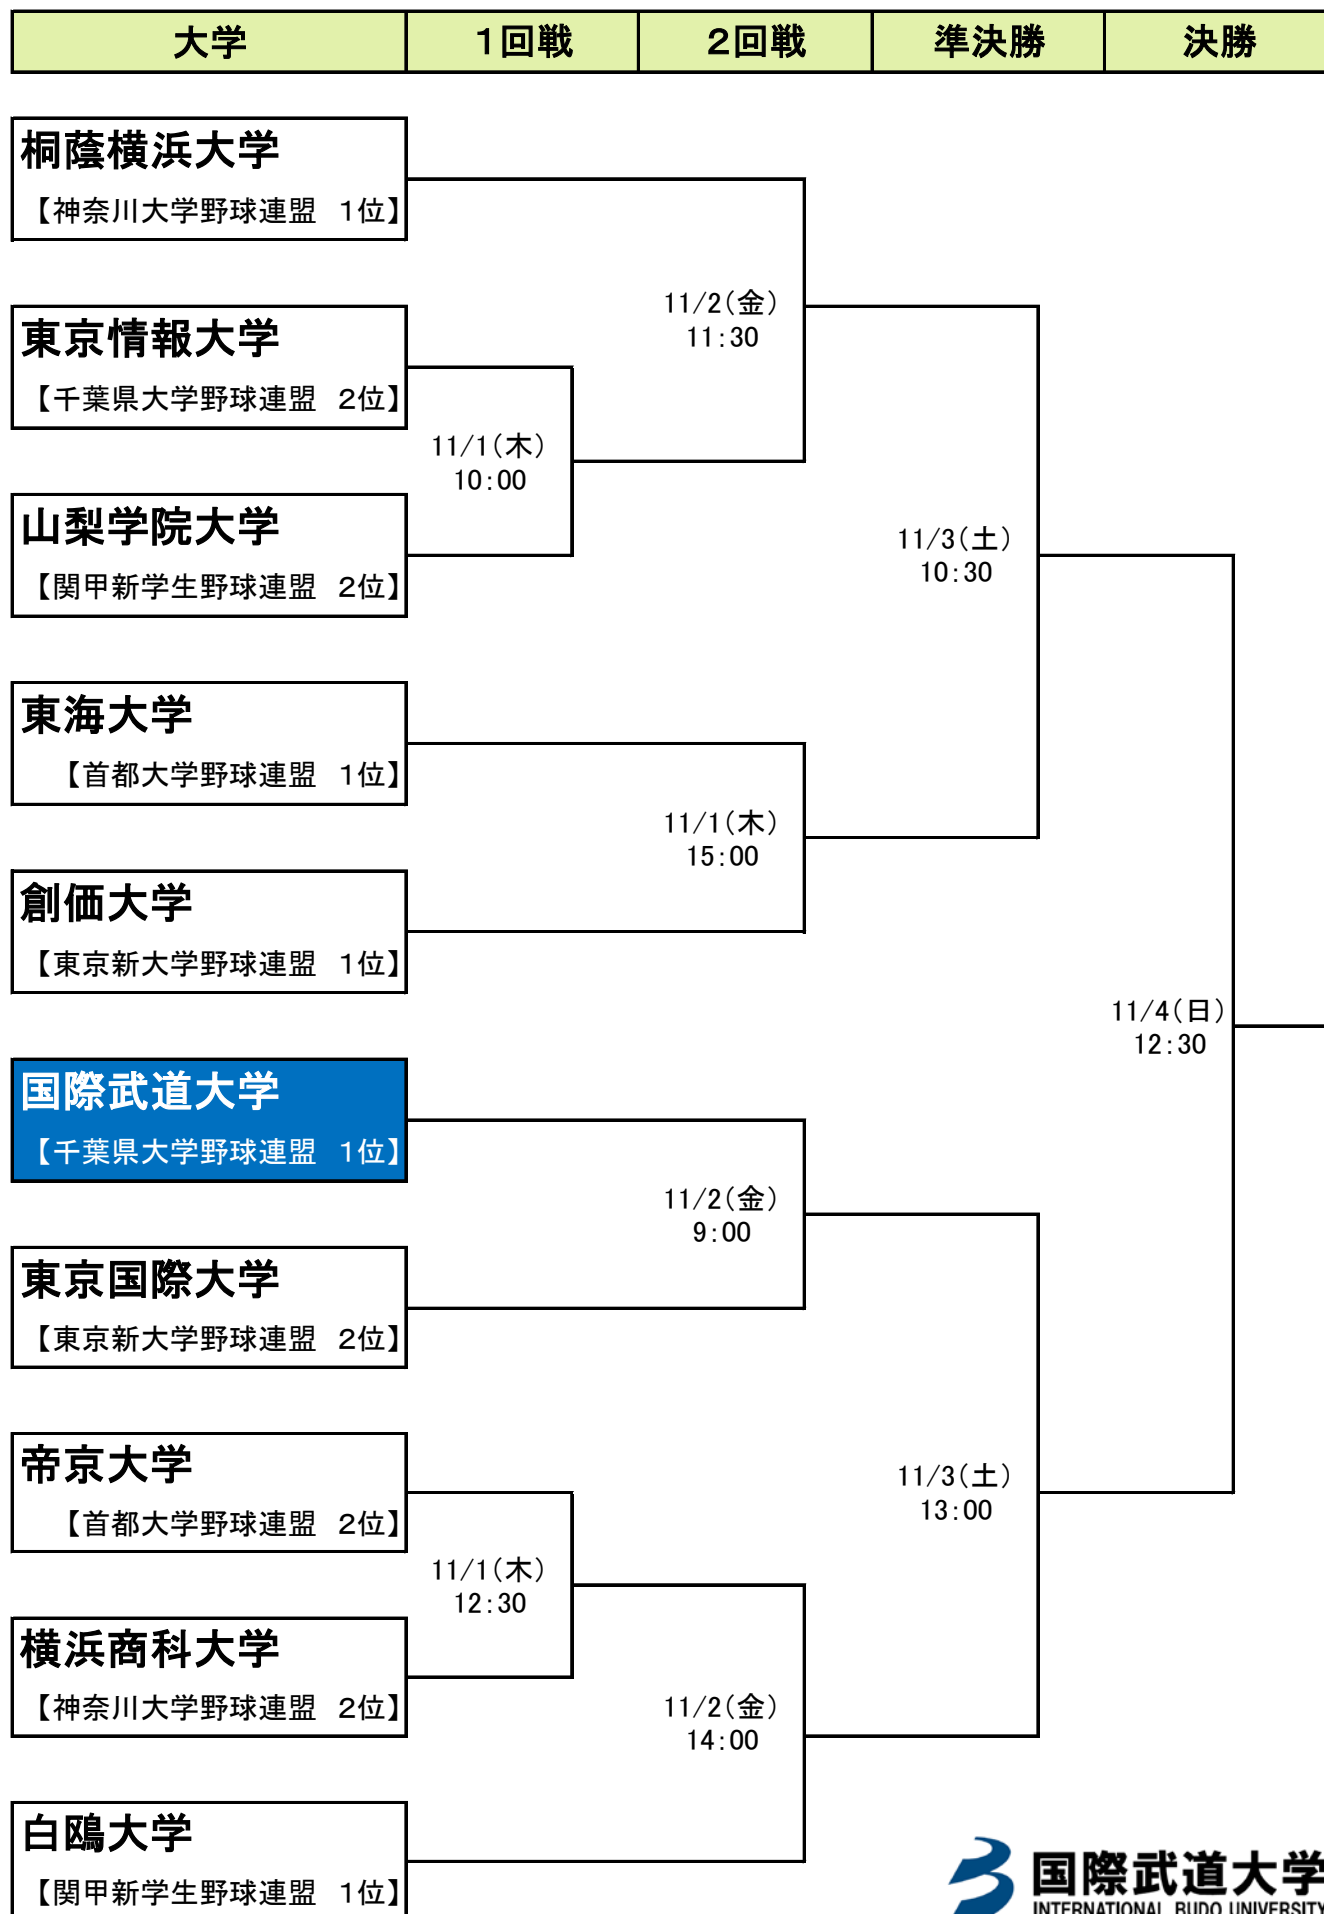 大学 1回戦 2回戦 準決勝 決勝
桐蔭横浜大学
【神奈川大学野球連盟 1位】
11/2(金)
11:30
東京情報大学
【千葉県大学野球連盟 2位】
11/1(木)
10:00
山梨学院大学
【関甲新学生野球連盟 2位】
11/3(土)
10:30
東海大学
【首都大学野球連盟 1位】
11/1(木)
15:00
創価大学
【東京新大学野球連盟 1位】
11/4(日)
12:30
国際武道大学
【千葉県大学野球連盟 1位】
11/2(金)
9:00
東京国際大学
【東京新大学野球連盟 2位】
帝京大学
【首都大学野球連盟 2位】
11/3(土)
13:00
11/1(木)
12:30
横浜商科大学
【神奈川大学野球連盟 2位】
11/2(金)
14:00
白鴎大学
【関甲新学生野球連盟 1位】
国際武道大学
INTERNATIONAL BUDO UNIVERSITY